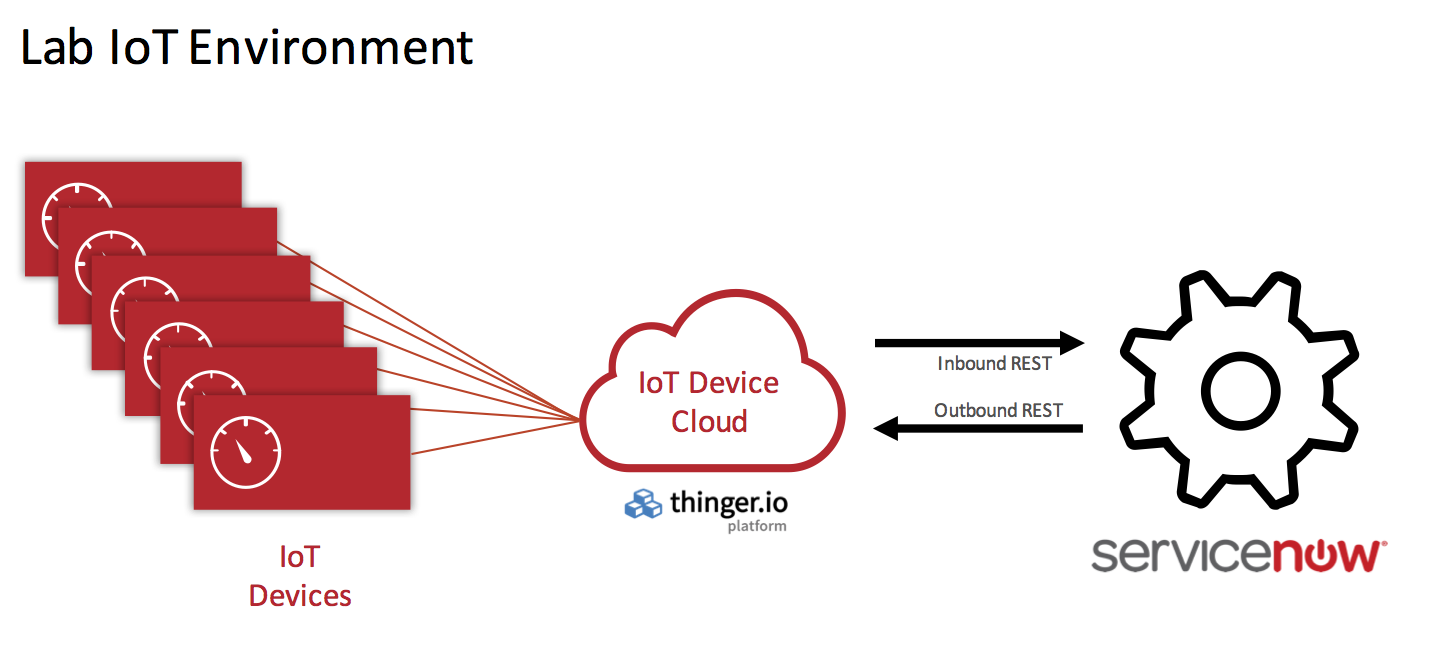 Lab IoT Environment
Inbound REST
IoT Device
Cloud
Outbound REST
thinger.io
platform
servicenow®
IoT
Devices